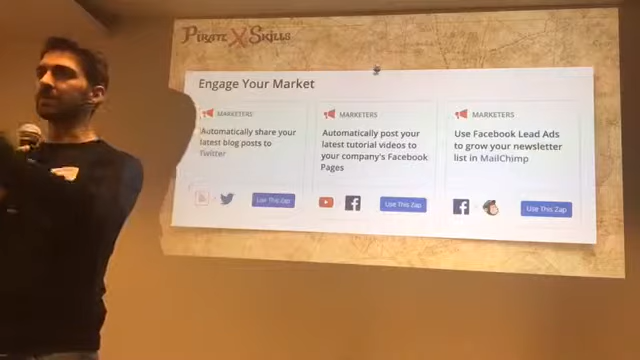 PIRATE X SKILLS
Engage Your Market
MARKETERS
Automatically share your
latest blog posts to
Twitter
Use This Zap
MARKETERS
Automatically post your
latest tutorial videos to
your company's Facebook
Pages
Use This Zap
MARKETERS
Use Facebook Lead Ads
to grow your newsletter
list in MailChimp
Use This Zap